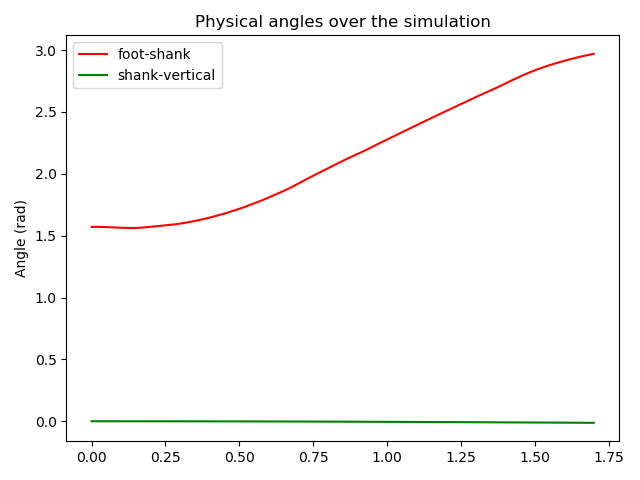 Physical angles over the simulation
foot-shank
shank-vertical
Angle (rad)
3.0
2.5
2.0
1.5
1.0
0.5
0.0
0.00 0.25 0.50 0.75 1.00 1.25 1.50 1.75